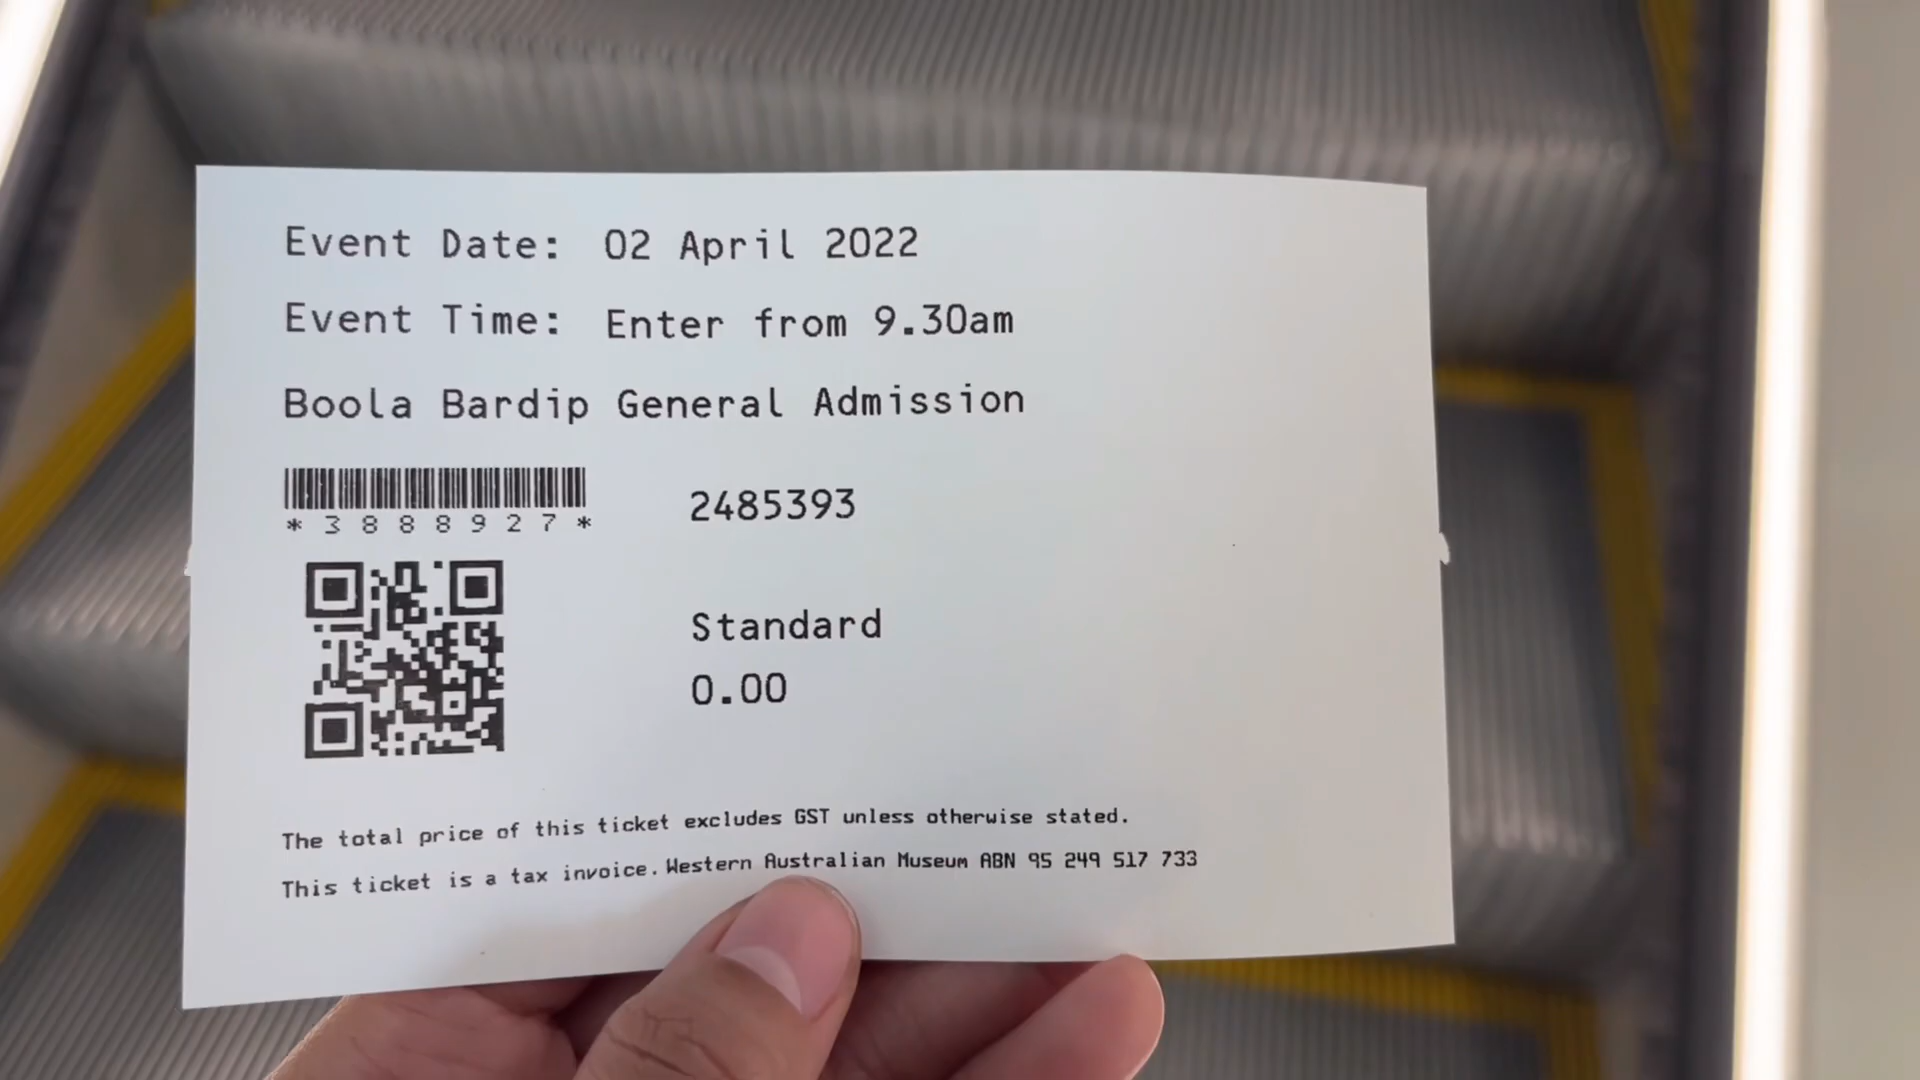 Event Date: 02 April 2022
Event Time: Enter from 9.30am
Boola Bardip General Admission
*3888927*
2485393
Standard
0.00
The total price of this ticket excludes GST unless otherwise stated.
This ticket is a tax invoice. Western Australian Museum ABN 95 249 517 733